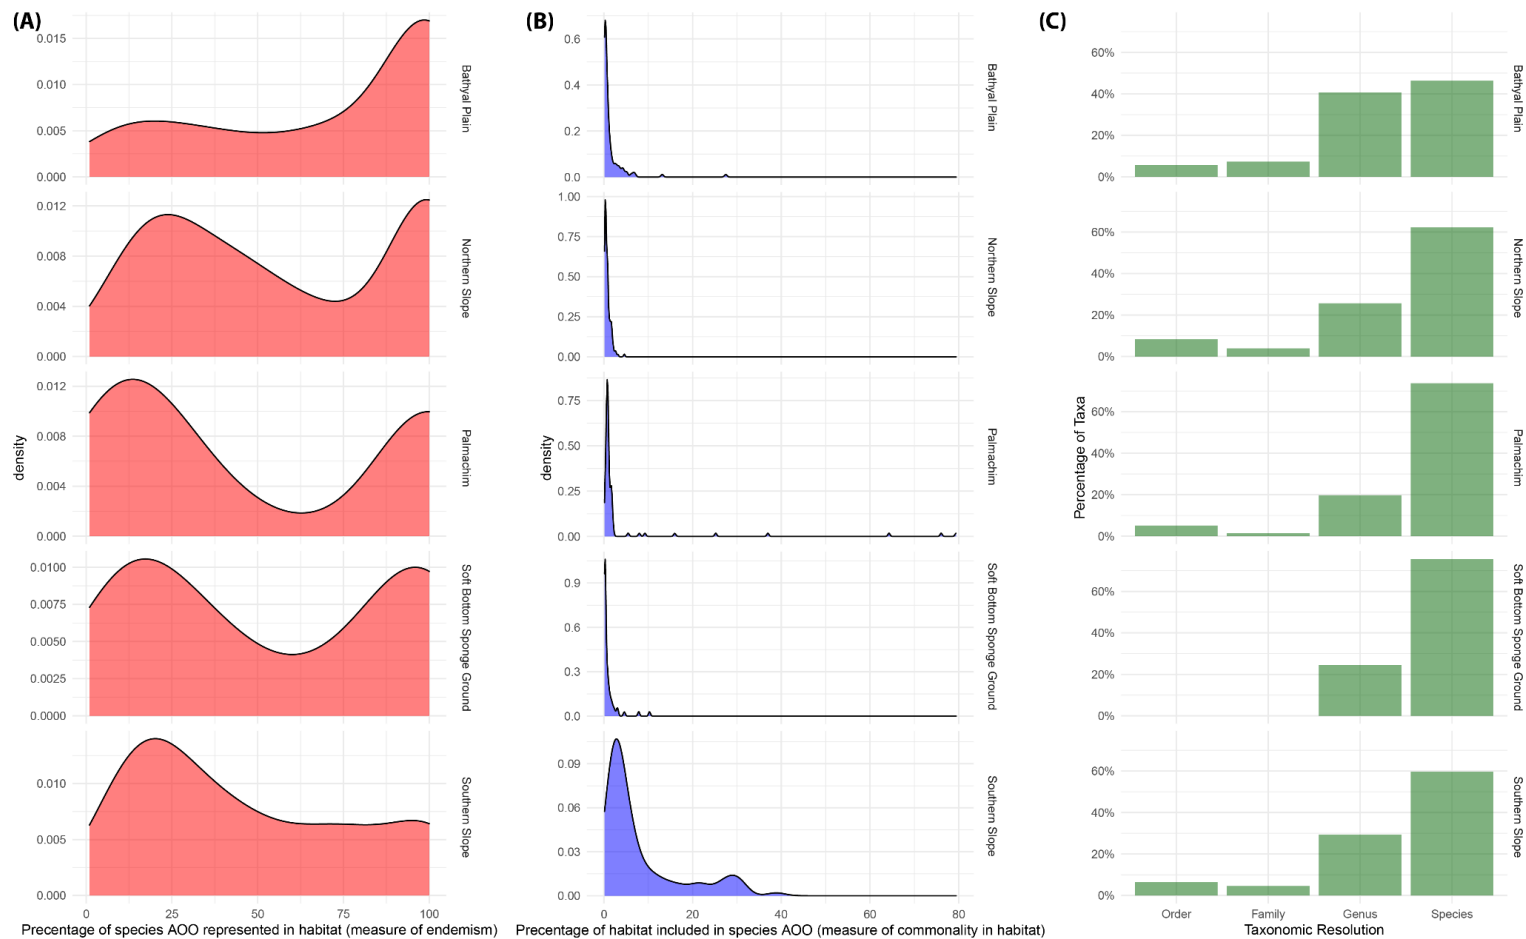 (A)
0.015
0.010
0.005
0.000
Bathyal Plain
0.012
0.008
0.004
0.000
Northern Slope
0.012
0.008
0.004
0.000
Palmachim
0.0100
0.0075
0.0050
0.0025
0.0000
Soft Bottom Sponge Ground
0.010
0.005
0.000
Southern Slope
density
0 25 50 75 100
Precentage of species AOO represented in habitat (measure of endemism)
(B)
0.6
0.4
0.2
0.0
Bathyal Plain
1.00
0.75
0.50
0.25
0.00
Northern Slope
0.75
0.50
0.25
0.00
Palmachim
0.9
0.6
0.3
0.0
Soft Bottom Sponge Ground
0.09
0.06
0.03
0.00
Southern Slope
density
0 20 40 60 80
Precentage of habitat included in species AOO (measure of commonality in habitat)
(C)
60%
40%
20%
0%
Bathyal Plain
60%
40%
20%
0%
Northern Slope
60%
40%
20%
0%
Palmachim
60%
40%
20%
0%
Soft Bottom Sponge Ground
60%
40%
20%
0%
Southern Slope
Percentage of Taxa
Order Family Genus Species
Taxonomic Resolution